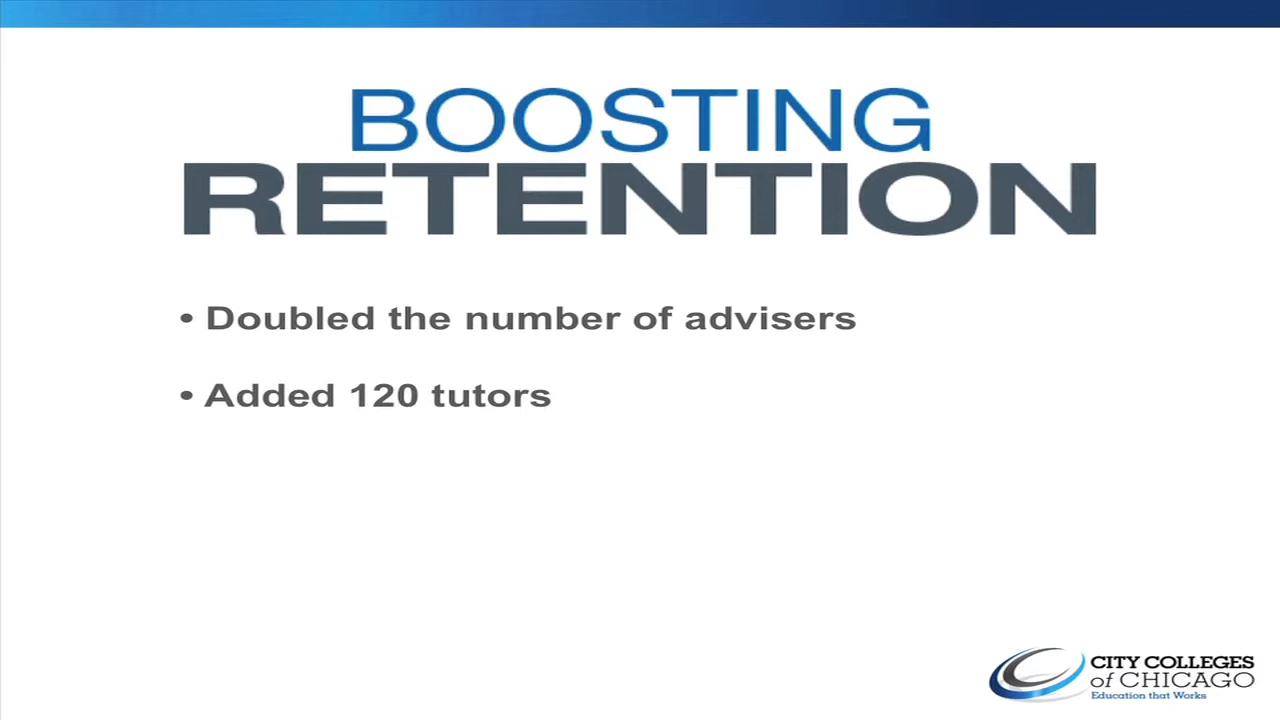 BOOSTING
RETENTION
• Doubled the number of advisers
• Added 120 tutors
CITY COLLEGES
of CHICAGO
Education that Works